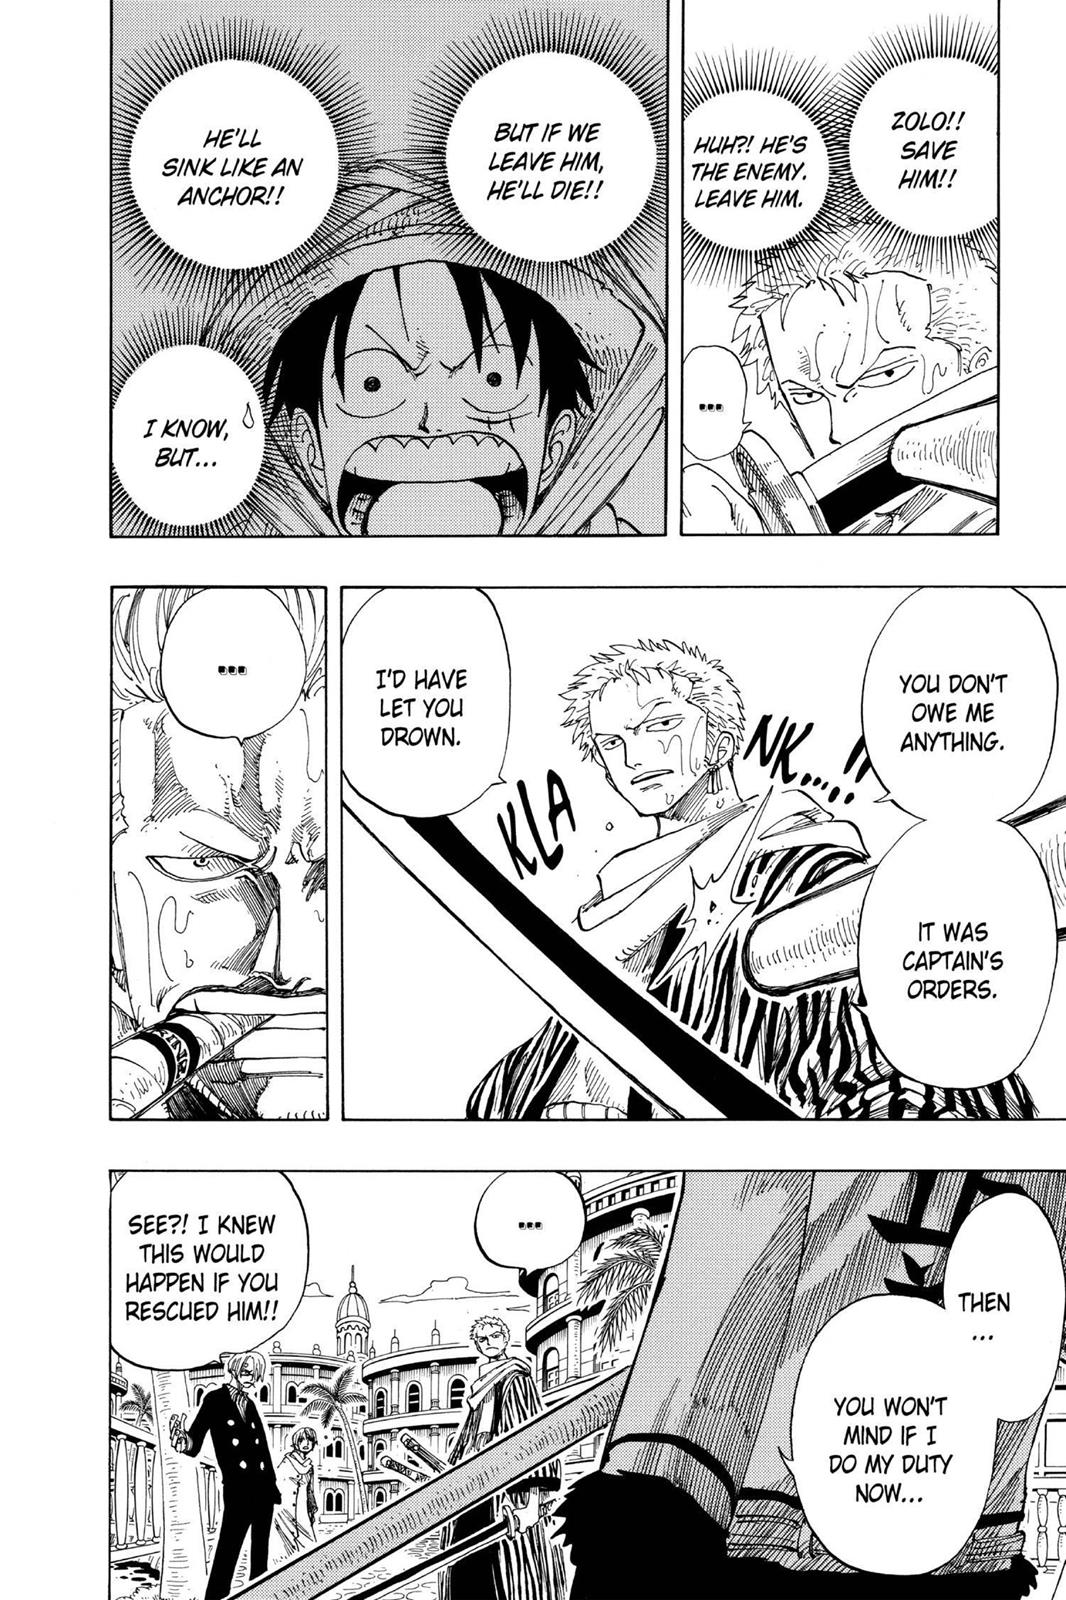 ZOLO!!
SAVE
HIM!!
HUH?! HE'S
THE ENEMY.
LEAVE HIM.
...
BUT IF WE
LEAVE HIM,
HE'LL DIE!!
HE'LL
SINK LIKE AN
ANCHOR!!
I KNOW,
BUT...
YOU DON'T
OWE ME
ANYTHING.
IT WAS
CAPTAIN'S
ORDERS.
NK...!!
KLA
I'D HAVE
LET YOU
DROWN.
...
THEN
...
YOU WON'T
MIND IF I
DO MY DUTY
NOW...
...
SEE?! I KNEW
THIS WOULD
HAPPEN IF YOU
RESCUED HIM!!